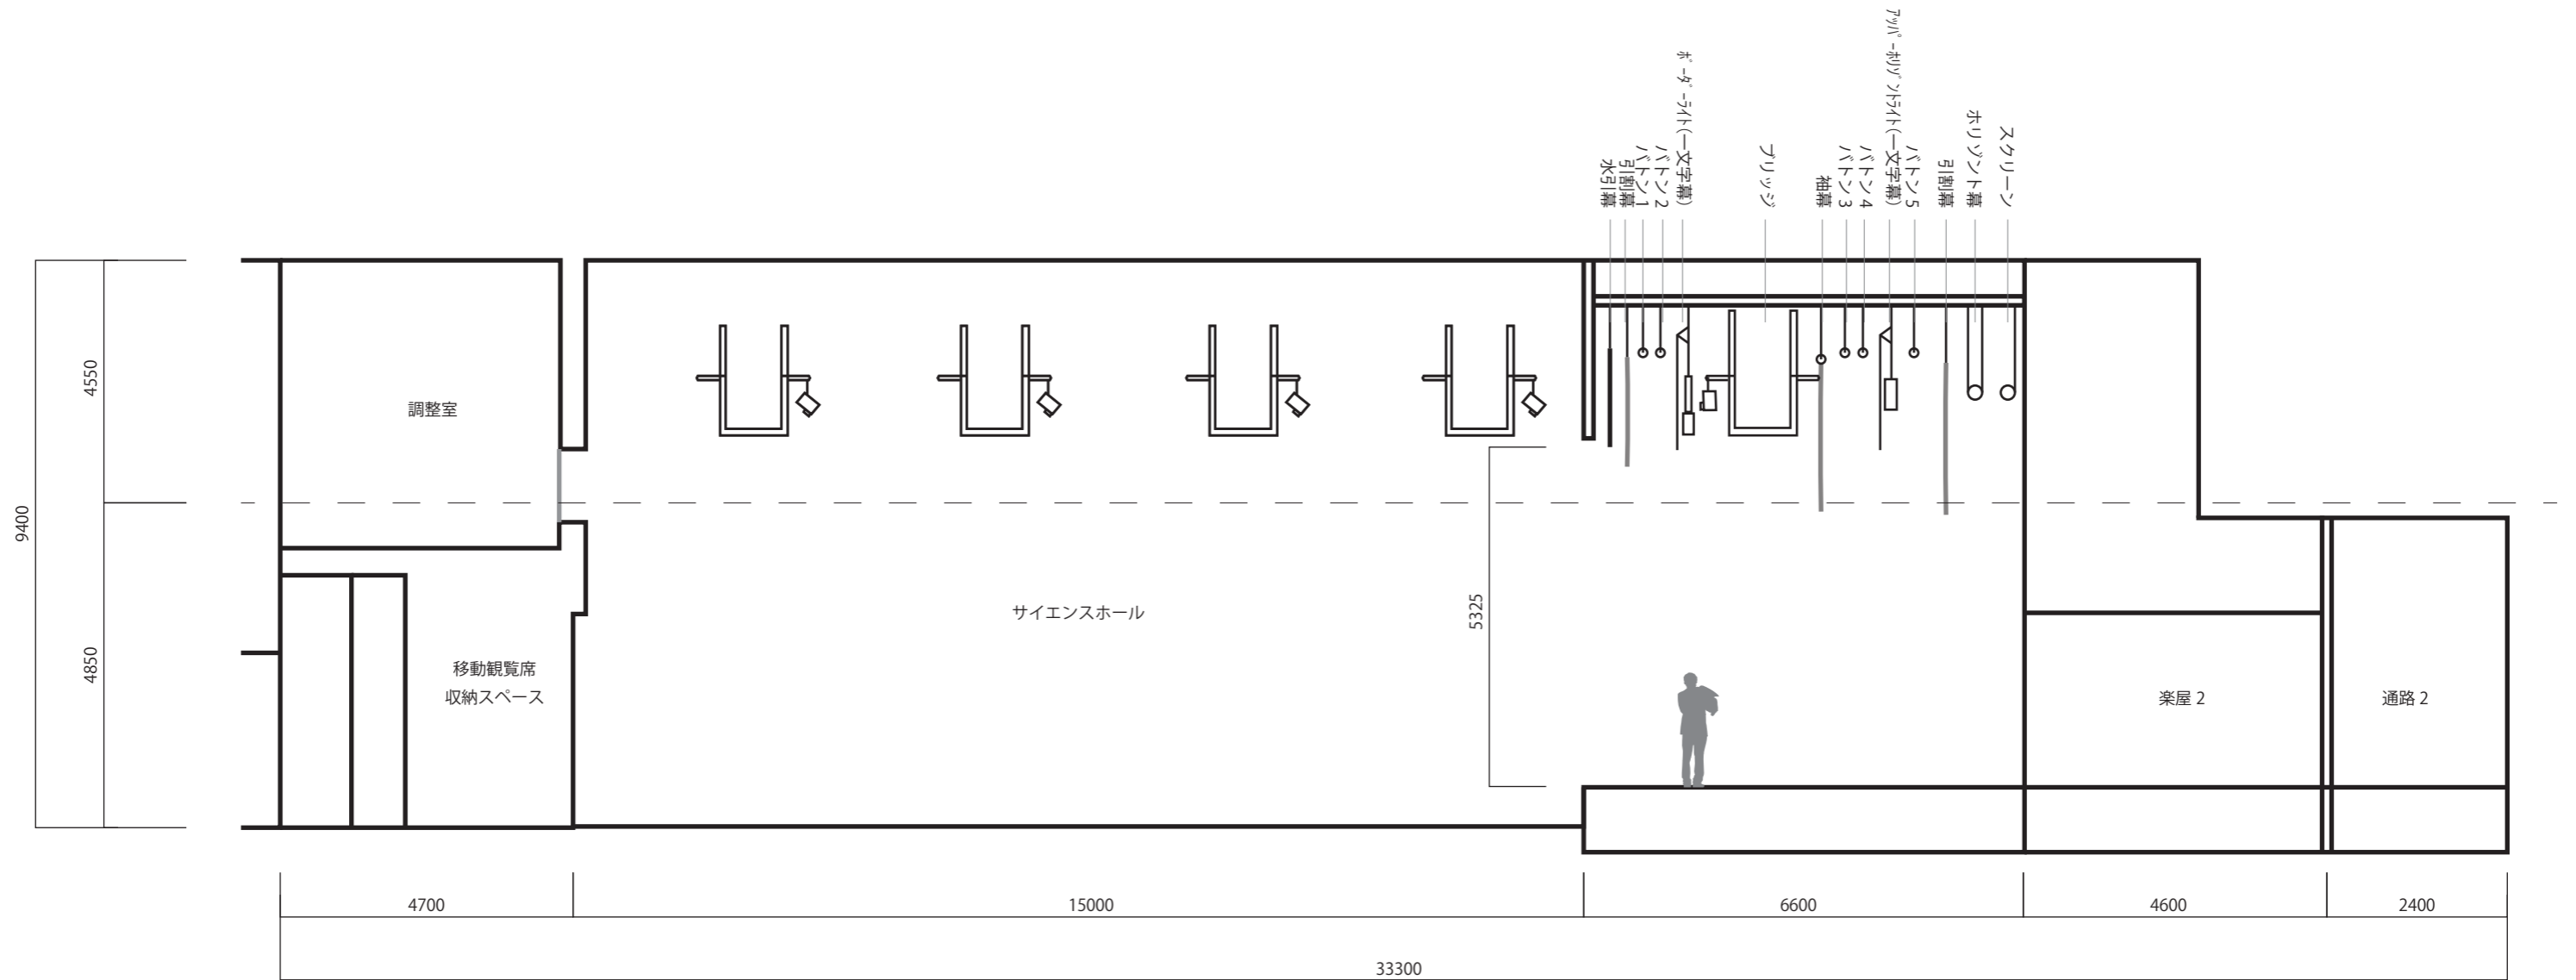 水引幕
引割幕
バトン 1
バトン 2
ﾎﾞｰﾀﾞｰﾗｲﾄ(一文字幕)
ブリッジ
袖幕
バトン 3
バトン 4
ｱｯﾊﾟｰﾎﾘｿﾞﾝﾄﾗｲﾄ(一文字幕)
バトン 5
引割幕
ホリゾント幕
スクリーン
9400
4550
4850
調整室
移動観覧席
収納スペース
サイエンスホール
5325
楽屋 2
通路 2
4700
15000
6600
4600
2400
33300